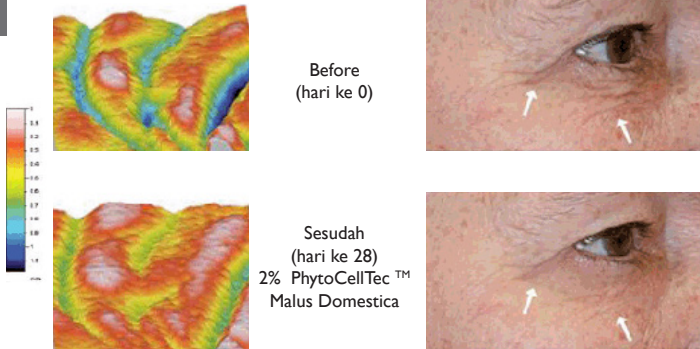 Before
(hari ke 0)
Sesudah
(hari ke 28)
2% PhytoCellTec ™
Malus Domestica